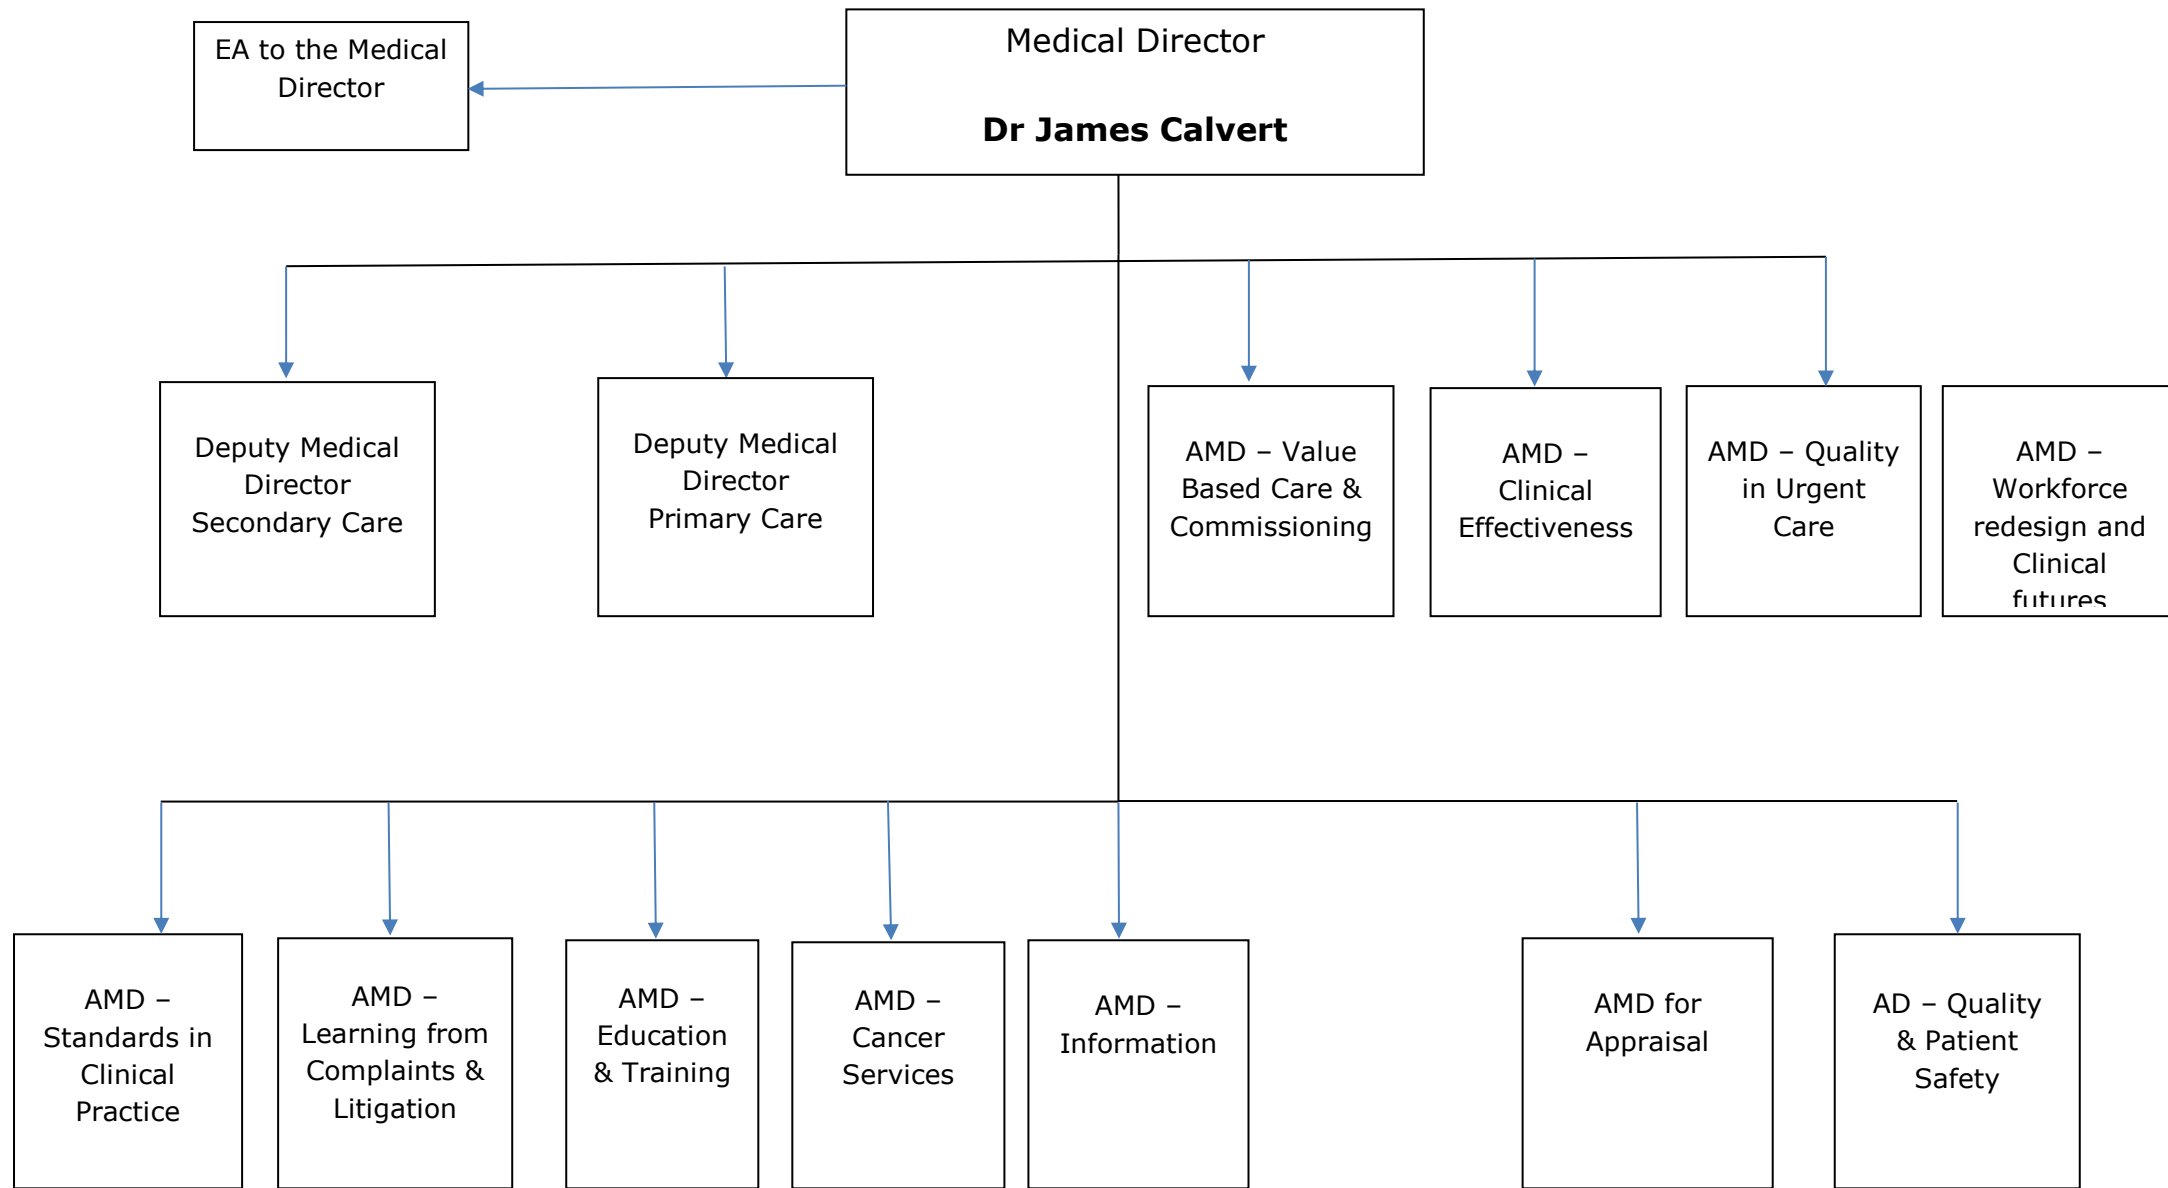 EA to the Medical
Director
Medical Director
Dr James Calvert
Deputy Medical
Director
Secondary Care
Deputy Medical
Director
Primary Care
AMD – Value
Based Care &
Commissioning
AMD –
Clinical
Effectiveness
AMD – Quality
in Urgent
Care
AMD –
Workforce
redesign and
Clinical
futures
AMD –
Standards in
Clinical
Practice
AMD –
Learning from
Complaints &
Litigation
AMD –
Education
& Training
AMD –
Cancer
Services
AMD –
Information
AMD for
Appraisal
AD – Quality
& Patient
Safety